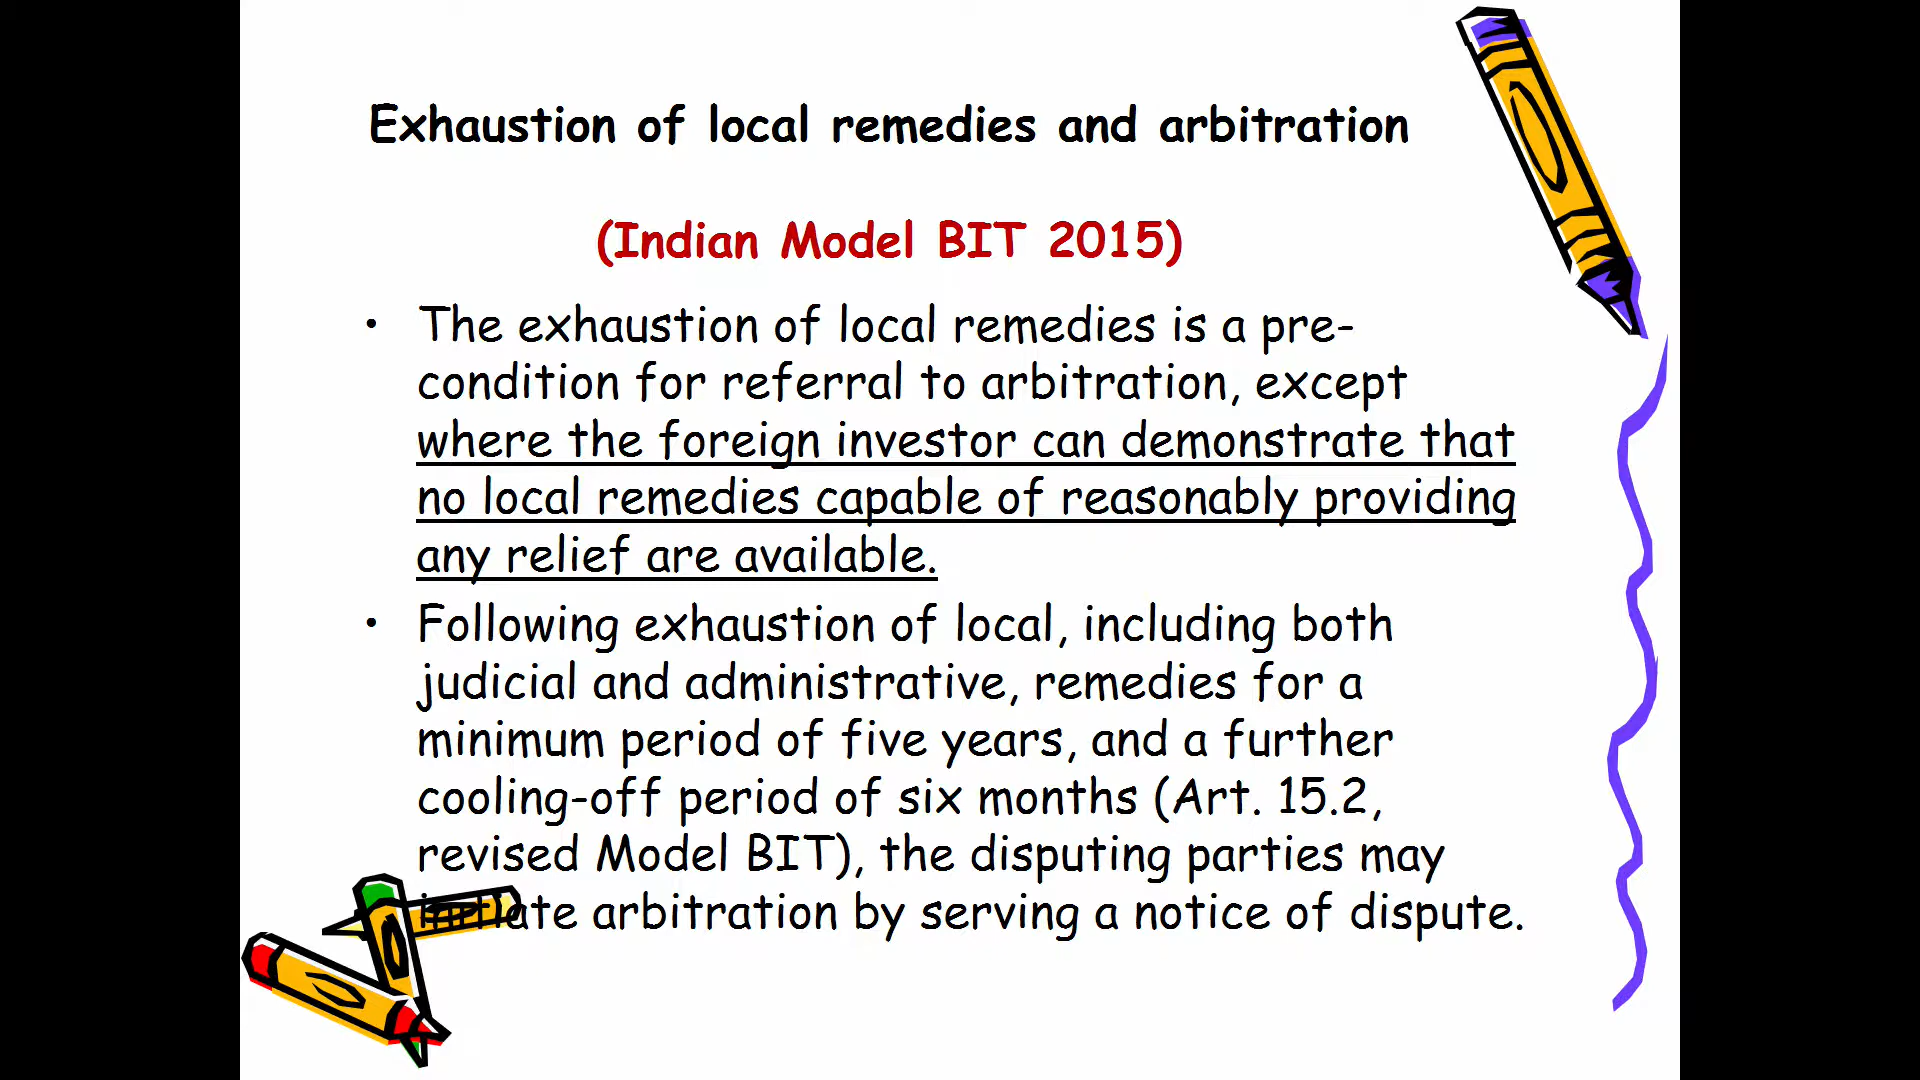 Exhaustion of local remedies and arbitration
(Indian Model BIT 2015)
• The exhaustion of local remedies is a pre-
condition for referral to arbitration, except
where the foreign investor can demonstrate that
no local remedies capable of reasonably providing
any relief are available.
• Following exhaustion of local, including both
judicial and administrative, remedies for a
minimum period of five years, and a further
cooling-off period of six months (Art. 15.2,
revised Model BIT), the disputing parties may
initiate arbitration by serving a notice of dispute.